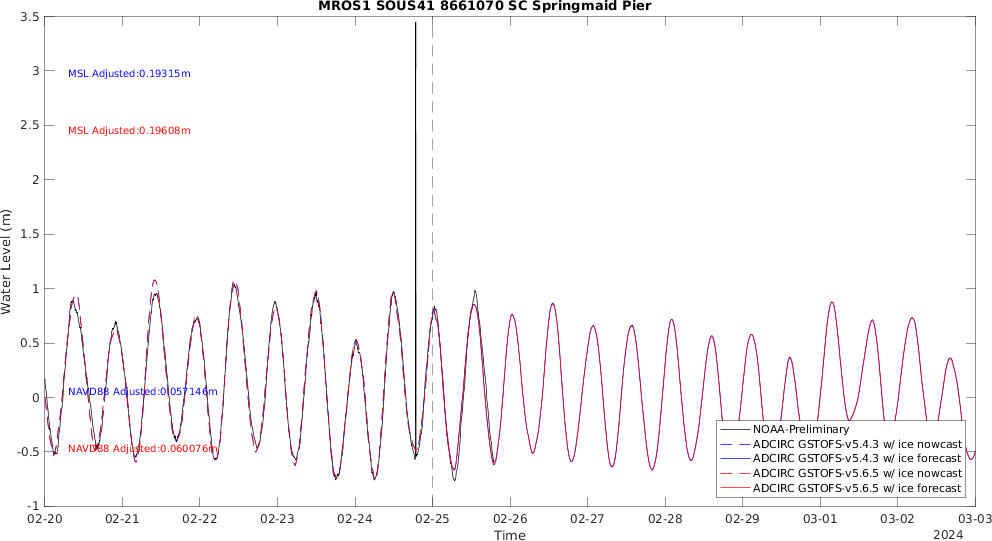 MROS1 SOUS41 8661070 SC Springmaid Pier
3.5
3
2.5
2
1.5
1
0.5
0
-0.5
-1
Water Level (m)
MSL Adjusted:0.19315m
MSL Adjusted:0.19608m
NAVD88 Adjusted:0.057146m
NAVD88 Adjusted:0.060076m
NOAA-Preliminary
ADCIRC GSTOFS-v5.4.3 w/ ice nowcast
ADCIRC GSTOFS-v5.4.3 w/ ice forecast
ADCIRC GSTOFS-v5.6.5 w/ ice nowcast
ADCIRC GSTOFS-v5.6.5 w/ ice forecast
02-20 02-21 02-22 02-23 02-24 02-25 02-26 02-27 02-28 02-29 03-01 03-02 03-03
Time
2024